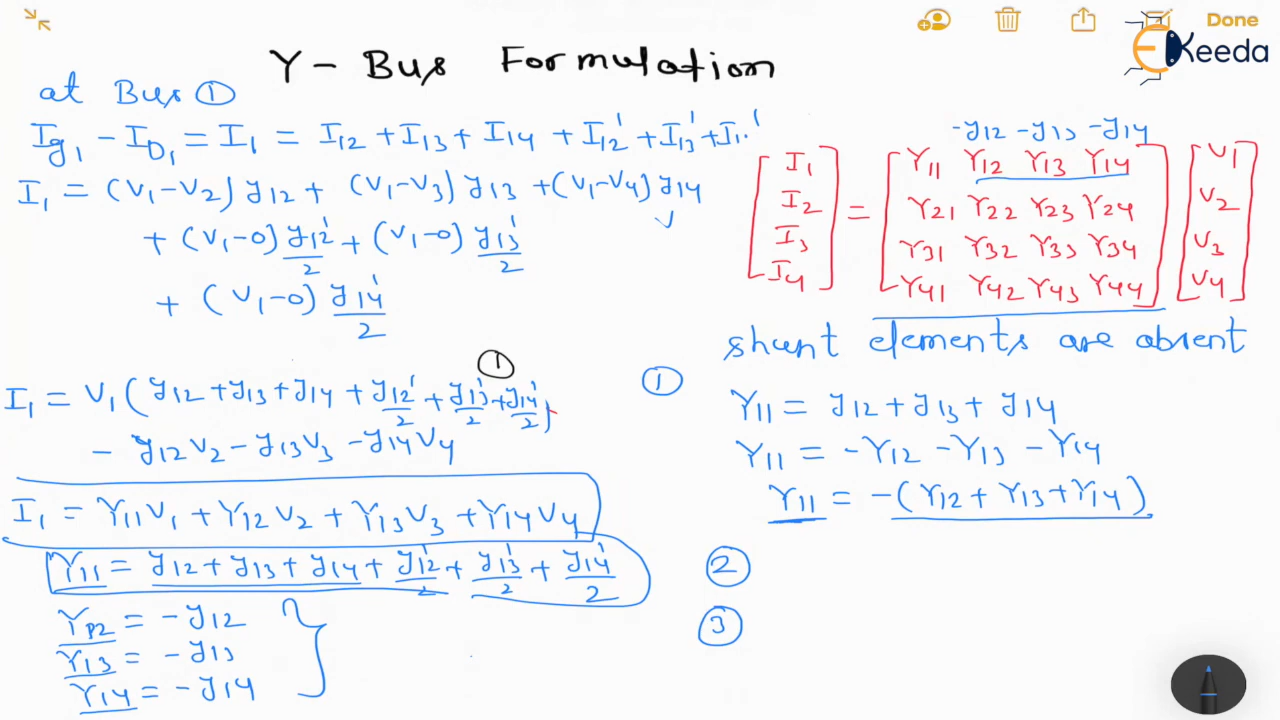 Done
EKeeda
Y - Bus Formulation
at Bus ①
Ig1 - ID1 = I1 = I12 + I13 + I14 + I12' + I13' + I1.'
I1 = (V1-V2) y12 + (V1-V3) y13 + (V1-V4) y14
+ (V1-0) y12'/2 + (V1-0) y13'/2
+ (V1-0) y14'/2
①
I1 = V1 ( y12 + y13 + y14 + y12'/2 + y13'/2 + y14'/2 )
- y12V2 - y13V3 - y14V4
I1 = Y11V1 + Y12V2 + Y13V3 + Y14V4
Y11 = y12 + y13 + y14 + y12'/2 + y13'/2 + y14'/2
Y12 = -y12
Y13 = -y13
Y14 = -y14
-y12 -y13 -y14
I1 Y11 Y12 Y13 Y14 V1
I2 = Y21 Y22 Y23 Y24 V2
I3 Y31 Y32 Y33 Y34 V3
I4 Y41 Y42 Y43 Y44 V4
shunt elements are absent
① Y11 = y12 + y13 + y14
Y11 = -Y12 - Y13 - Y14
Y11 = -(Y12 + Y13 + Y14)
②
③